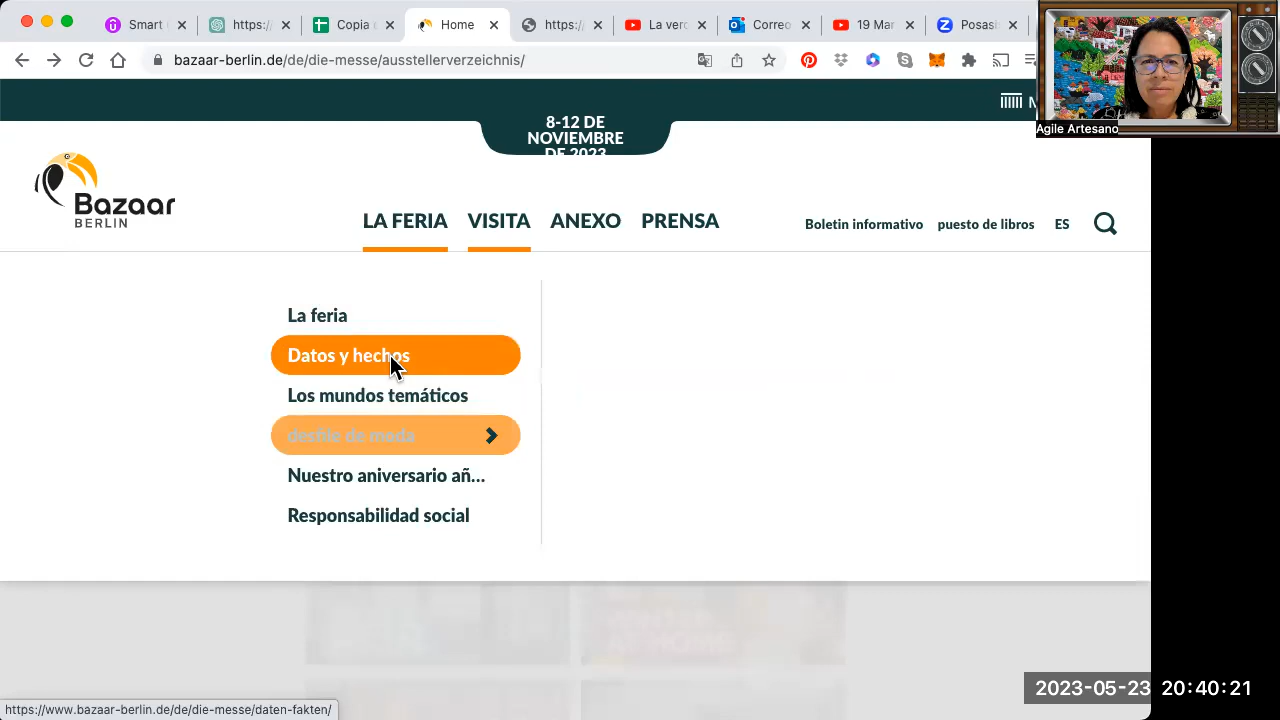 Smart
https:/
Copia
Home
https:/
La verc
Correo
19 Mar
Posasi
bazaar-berlin.de/de/die-messe/ausstellerverzeichnis/
M
Agile Artesano
8-12 DE
NOVIEMBRE
DE 2023
Bazaar
BERLIN
LA FERIA VISITA ANEXO PRENSA
Boletin informativo puesto de libros ES
La feria
Datos y hechos
Los mundos temáticos
desfile de moda
Nuestro aniversario añ...
Responsabilidad social
2023-05-23 20:40:21
https://www.bazaar-berlin.de/de/die-messe/daten-fakten/